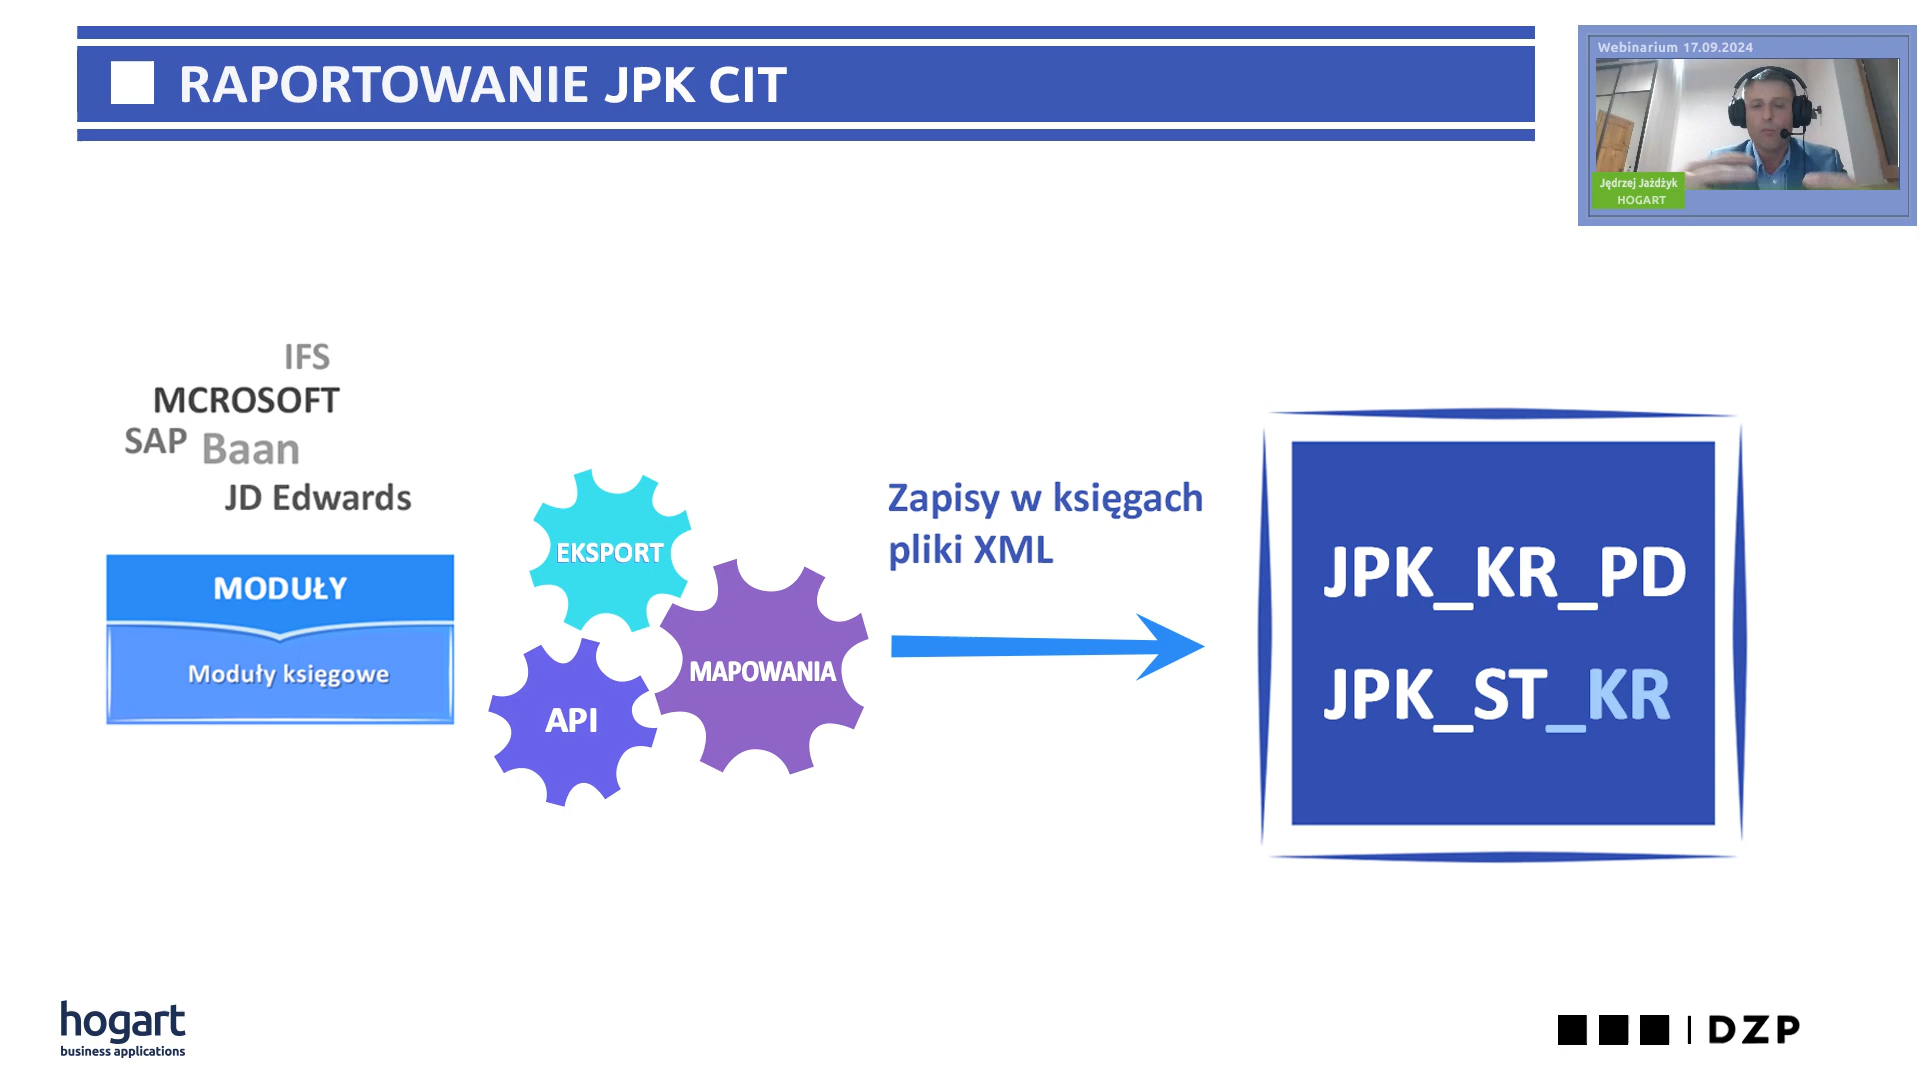 RAPORTOWANIE JPK CIT
Webinarium 17.09.2024
Jędrzej Jażdżyk
HOGART
IFS
MCROSOFT
SAP Baan
JD Edwards
MODUŁY
Moduły księgowe
EKSPORT
API
MAPOWANIA
Zapisy w księgach
pliki XML
JPK_KR_PD
JPK_ST_KR
hogart
business applications
DZP